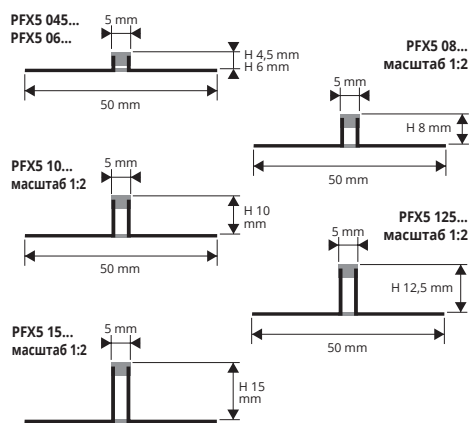 PFX5 045...
PFX5 06...
5 mm
H 4,5 mm
H 6 mm
50 mm
PFX5 08...
масштаб 1:2
5 mm
H 8 mm
50 mm
PFX5 10...
масштаб 1:2
5 mm
H 10
mm
50 mm
PFX5 125...
масштаб 1:2
5 mm
H 12,5 mm
50 mm
PFX5 15...
масштаб 1:2
5 mm
H 15
mm